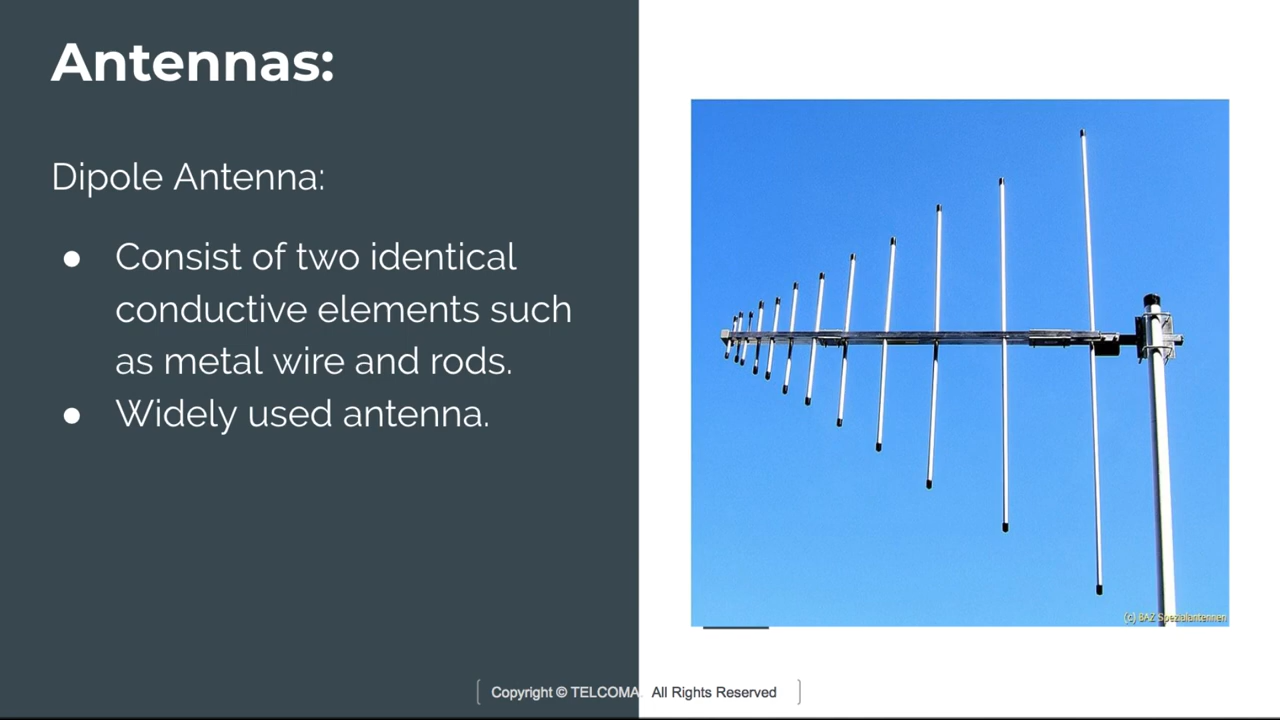 Antennas:
Dipole Antenna:
● Consist of two identical
conductive elements such
as metal wire and rods.
● Widely used antenna.
(c) BAZ Spezialantennen
Copyright © TELCOMA. All Rights Reserved